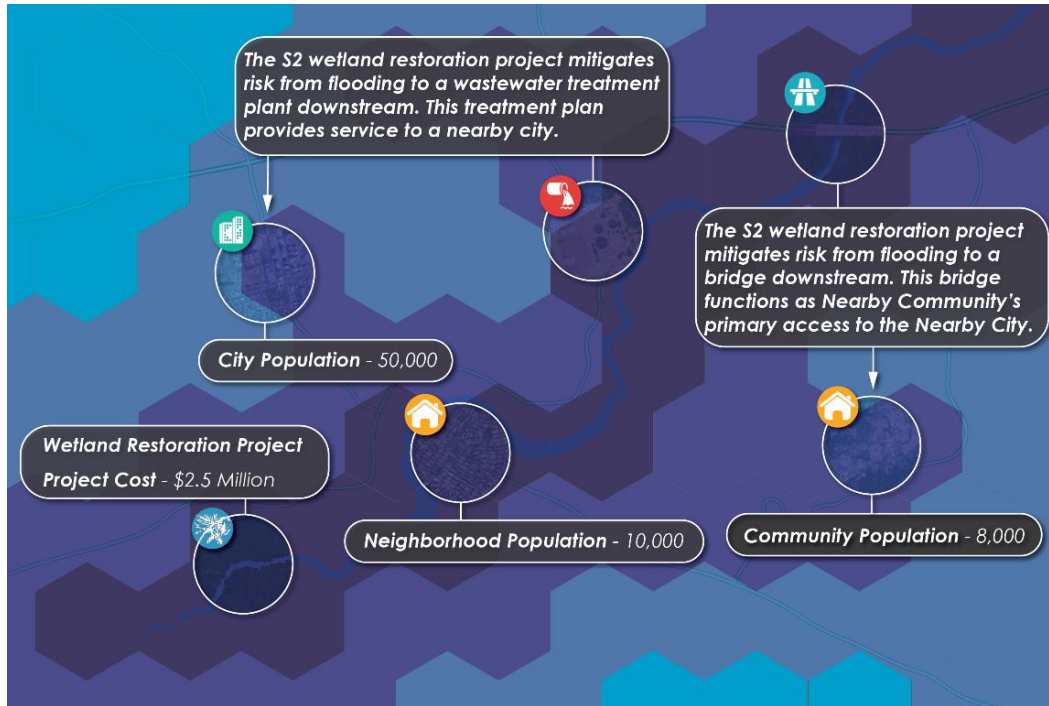 The S2 wetland restoration project mitigates
risk from flooding to a wastewater treatment
plant downstream. This treatment plan
provides service to a nearby city.
The S2 wetland restoration project
mitigates risk from flooding to a
bridge downstream. This bridge
functions as Nearby Community's
primary access to the Nearby City.
City Population - 50,000
Wetland Restoration Project
Project Cost - $2.5 Million
Neighborhood Population - 10,000
Community Population - 8,000